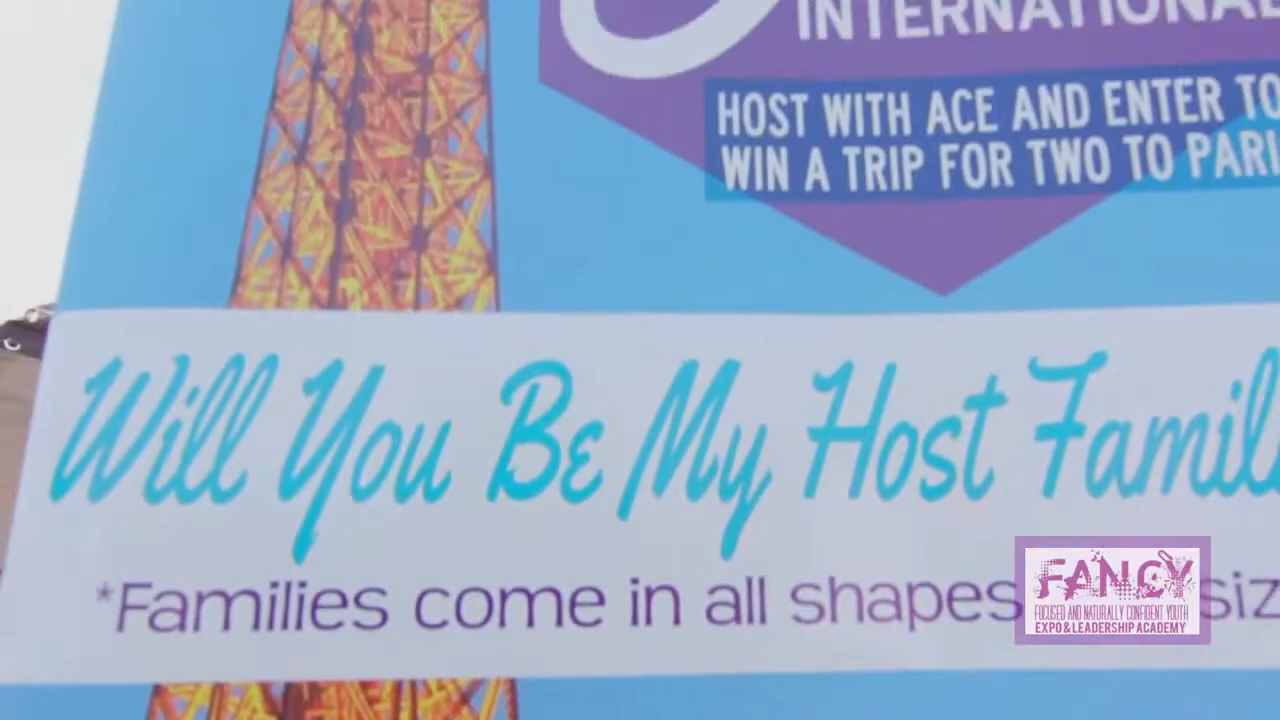 INTERNATIONAL
HOST WITH ACE AND ENTER TO
WIN A TRIP FOR TWO TO PARI
Will You Be My Host Famil
*Families come in all shapes siz
FANCY
FOCUSED AND NATURALLY CONFIDENT YOUTH
EXPO & LEADERSHIP ACADEMY